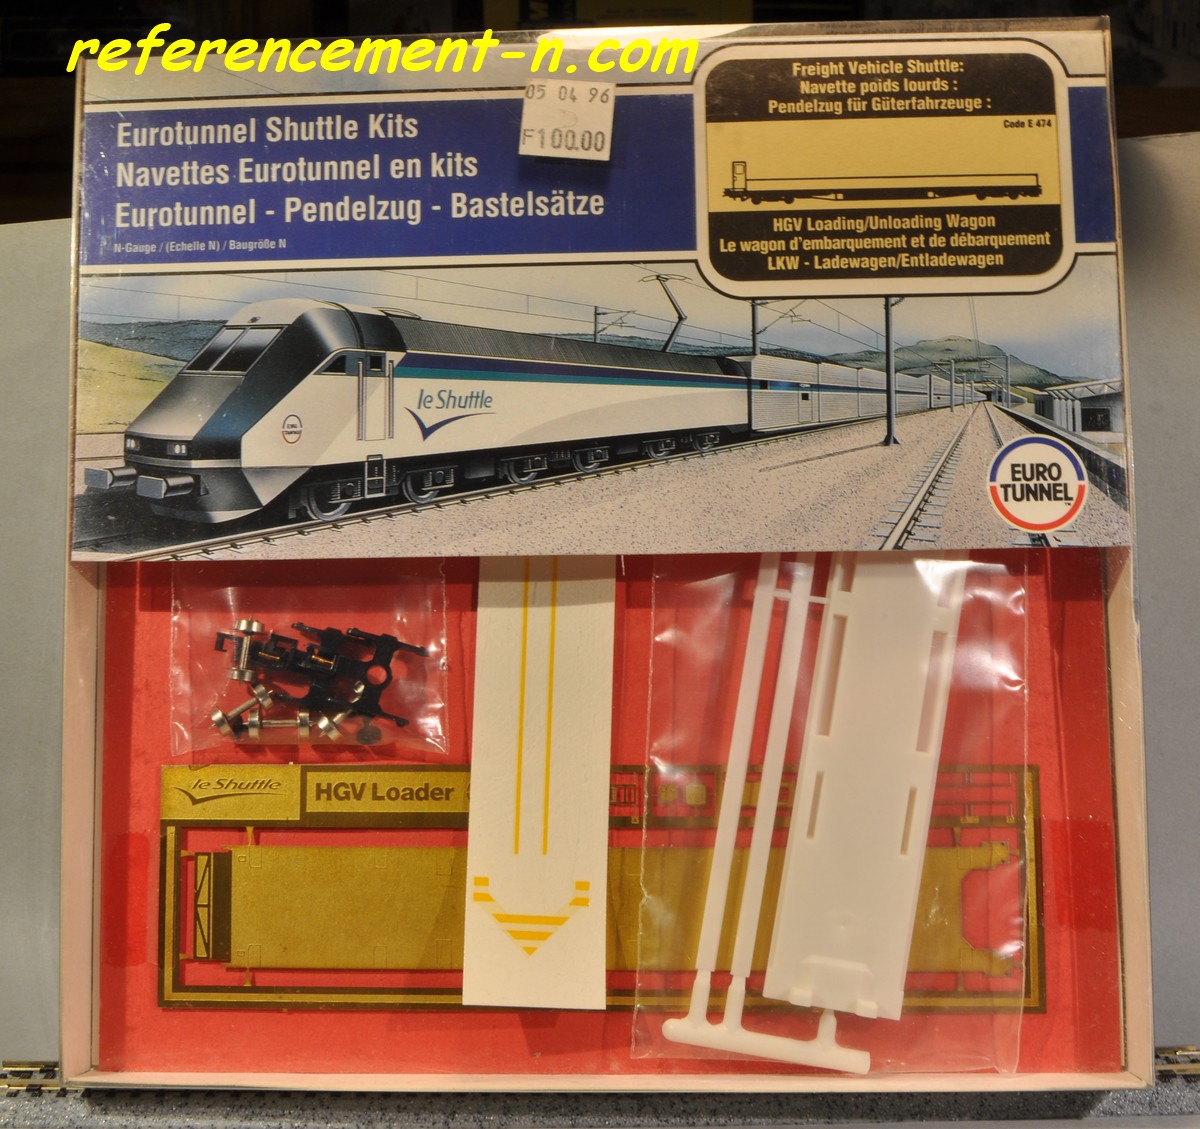 referencement-n.com
05 04 96
F100.00
Eurotunnel Shuttle Kits
Navettes Eurotunnel en kits
Eurotunnel - Pendelzug - Bastelsätze
N-Gauge / (Echelle N) / Baugröße N
Freight Vehicle Shuttle:
Navette poids lourds :
Pendelzug für Güterfahrzeuge :
Code E 474
HGV Loading/Unloading Wagon
Le wagon d'embarquement et de débarquement
LKW - Ladewagen/Entladewagen
le Shuttle
EURO
TUNNEL
EURO
TUNNEL™
le Shuttle
HGV Loader